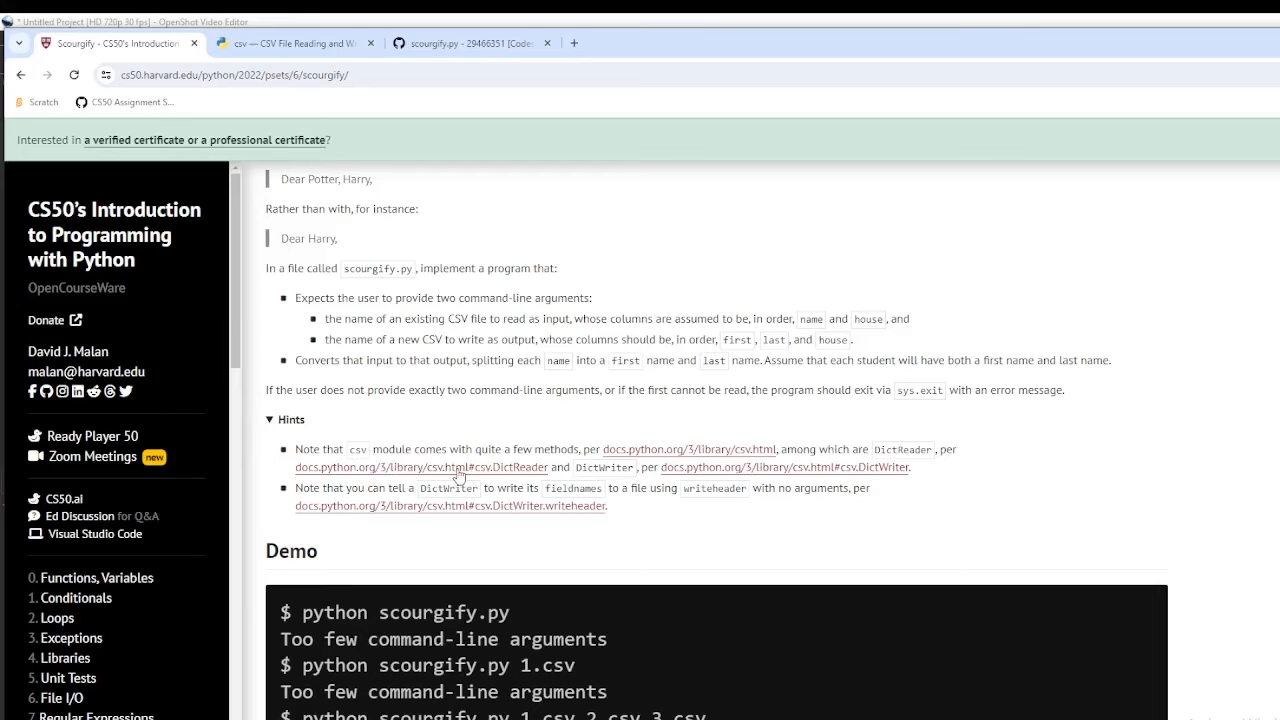 * Untitled Project [HD 720p 30 fps] - OpenShot Video Editor
Scourgify - CS50's Introduction
csv — CSV File Reading and Wr
scourgify.py - 29466351 [Codes
cs50.harvard.edu/python/2022/psets/6/scourgify/
Scratch
CS50 Assignment S...
Interested in a verified certificate or a professional certificate?
CS50's Introduction
to Programming
with Python
OpenCourseWare
Donate
David J. Malan
malan@harvard.edu
Ready Player 50
Zoom Meetings new
CS50.ai
Ed Discussion for Q&A
Visual Studio Code
0. Functions, Variables
1. Conditionals
2. Loops
3. Exceptions
4. Libraries
5. Unit Tests
6. File I/O
7. Regular Expressions
Dear Potter, Harry,
Rather than with, for instance:
Dear Harry,
In a file called scourgify.py, implement a program that:
Expects the user to provide two command-line arguments:
the name of an existing CSV file to read as input, whose columns are assumed to be, in order, name and house, and
the name of a new CSV to write as output, whose columns should be, in order, first, last, and house.
Converts that input to that output, splitting each name into a first name and last name. Assume that each student will have both a first name and last name.
If the user does not provide exactly two command-line arguments, or if the first cannot be read, the program should exit via sys.exit with an error message.
Hints
Note that csv module comes with quite a few methods, per docs.python.org/3/library/csv.html, among which are DictReader, per
docs.python.org/3/library/csv.html#csv.DictReader and DictWriter, per docs.python.org/3/library/csv.html#csv.DictWriter.
Note that you can tell a DictWriter to write its fieldnames to a file using writeheader with no arguments, per
docs.python.org/3/library/csv.html#csv.DictWriter.writeheader.
Demo
$ python scourgify.py
Too few command-line arguments
$ python scourgify.py 1.csv
Too few command-line arguments
$ python scourgify.py 1.csv 2.csv 3.csv